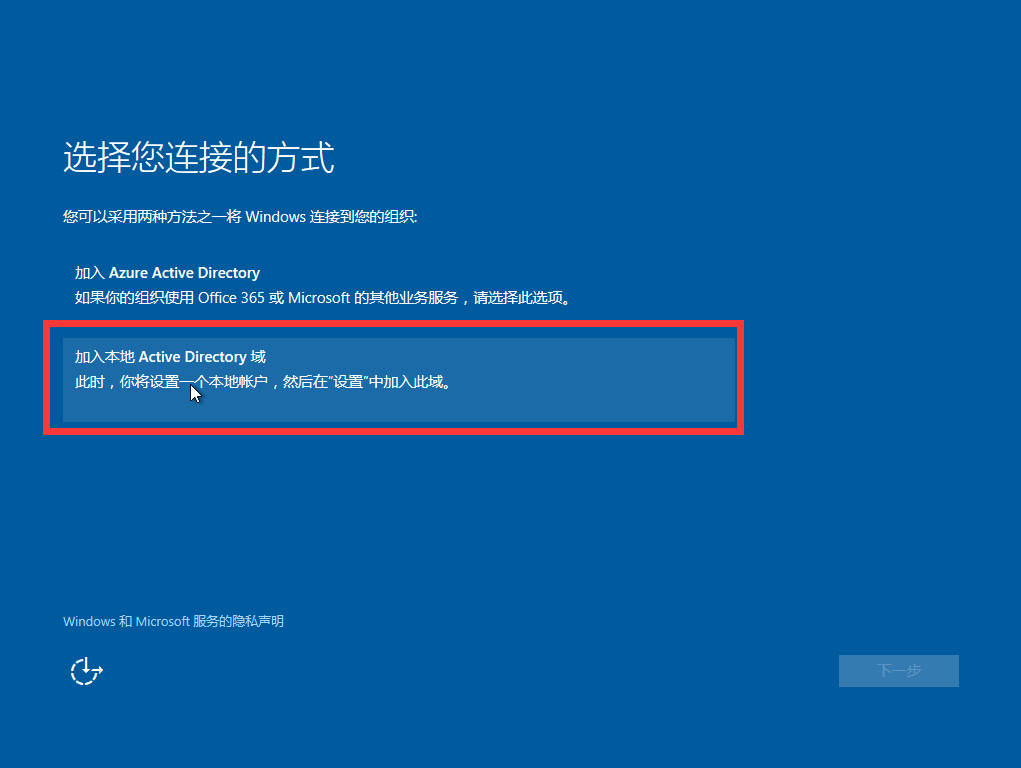 选择您连接的方式
您可以采用两种方法之一将 Windows 连接到您的组织:
加入 Azure Active Directory
如果你的组织使用 Office 365 或 Microsoft 的其他业务服务，请选择此选项。
加入本地 Active Directory 域
此时，你将设置一个本地帐户，然后在“设置”中加入此域。
Windows 和 Microsoft 服务的隐私声明
下一步